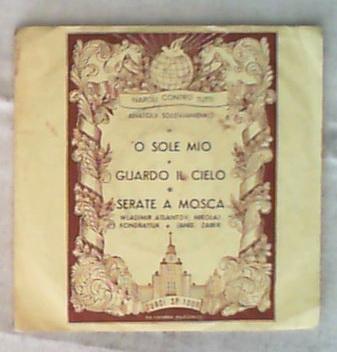 NAPOLI CONTRO TUTTI
ANATOLIJ SOLOVIANENKO
'O SOLE MIO
GUARDO IL CIELO
SERATE A MOSCA
WLADIMIR ATLANTOV, NIKOLAJ
KONDRATIUK JANIS ZABER